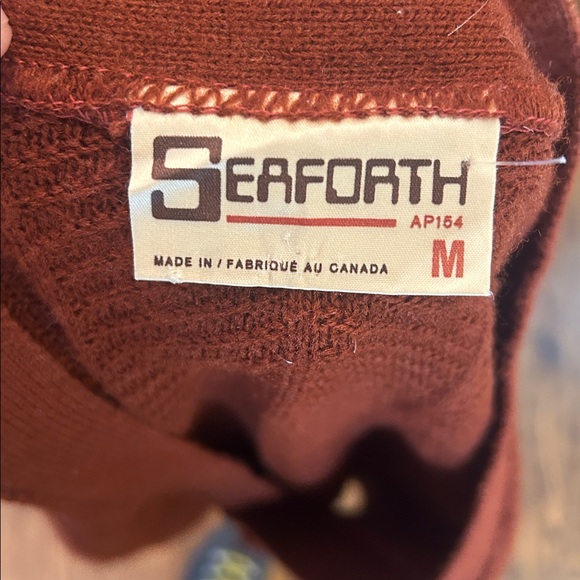 SEAFORTH
AP154
MADE IN / FABRIQUÉ AU CANADA M